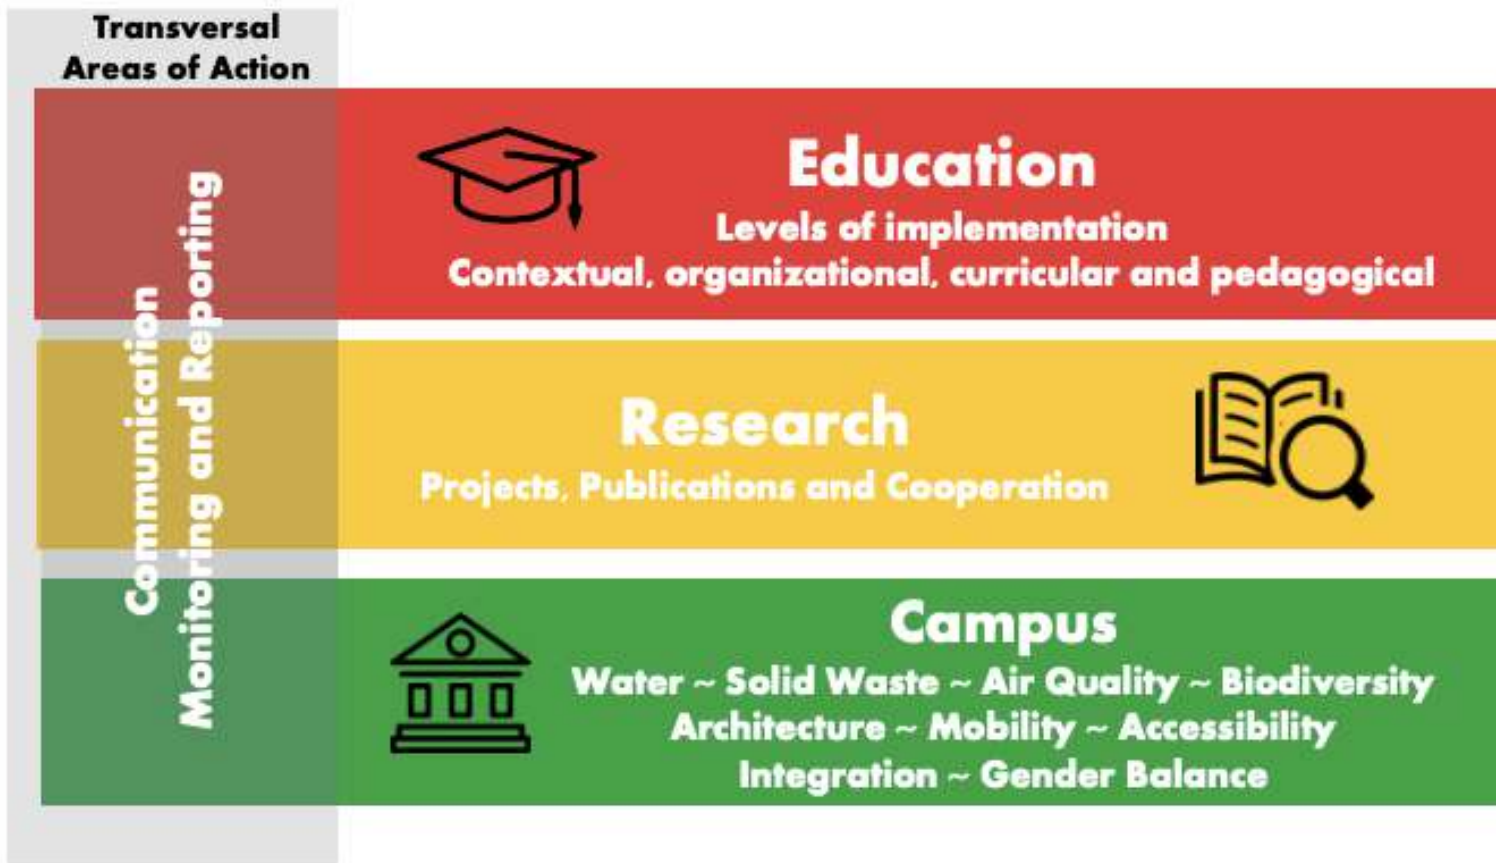 Transversal
Areas of Action
Communication
Monitoring and Reporting
Education
Levels of implementation
Contextual, organizational, curricular and pedagogical
Research
Projects, Publications and Cooperation
Campus
Water ~ Solid Waste ~ Air Quality ~ Biodiversity
Architecture ~ Mobility ~ Accessibility
Integration ~ Gender Balance